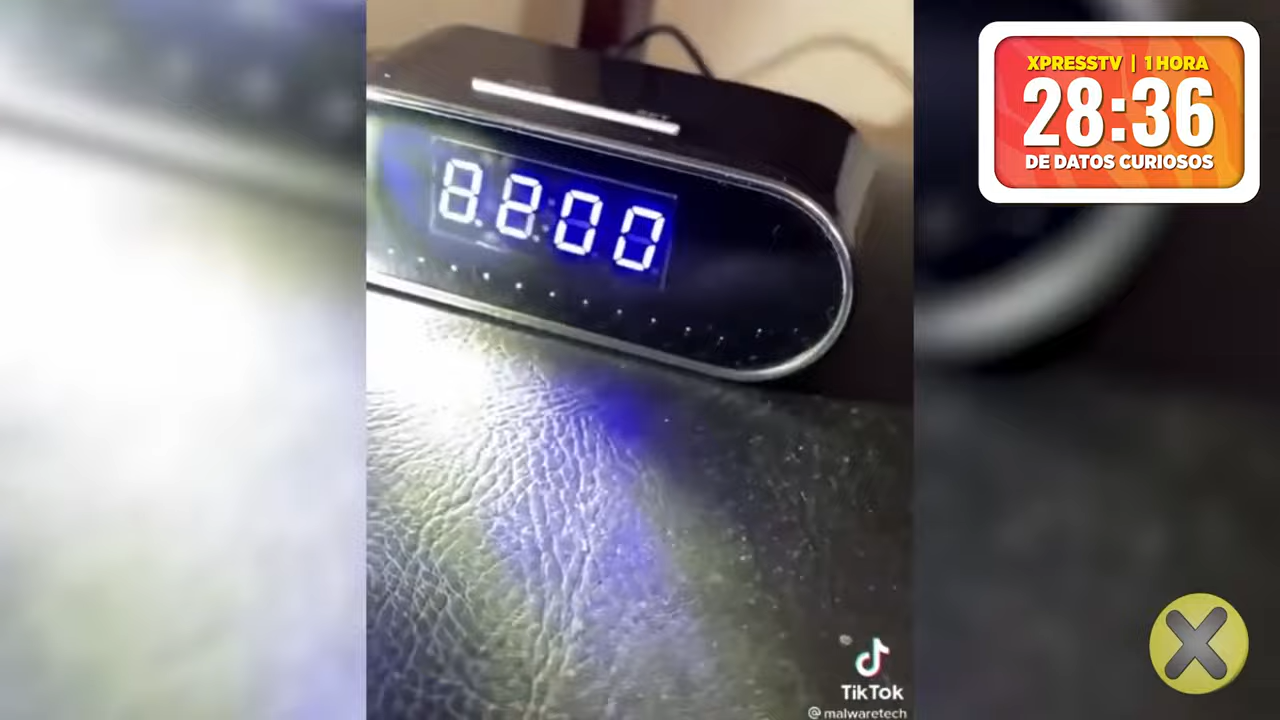 XPRESSTV | 1 HORA
28:36
DE DATOS CURIOSOS
8:200
TikTok
@malwaretech